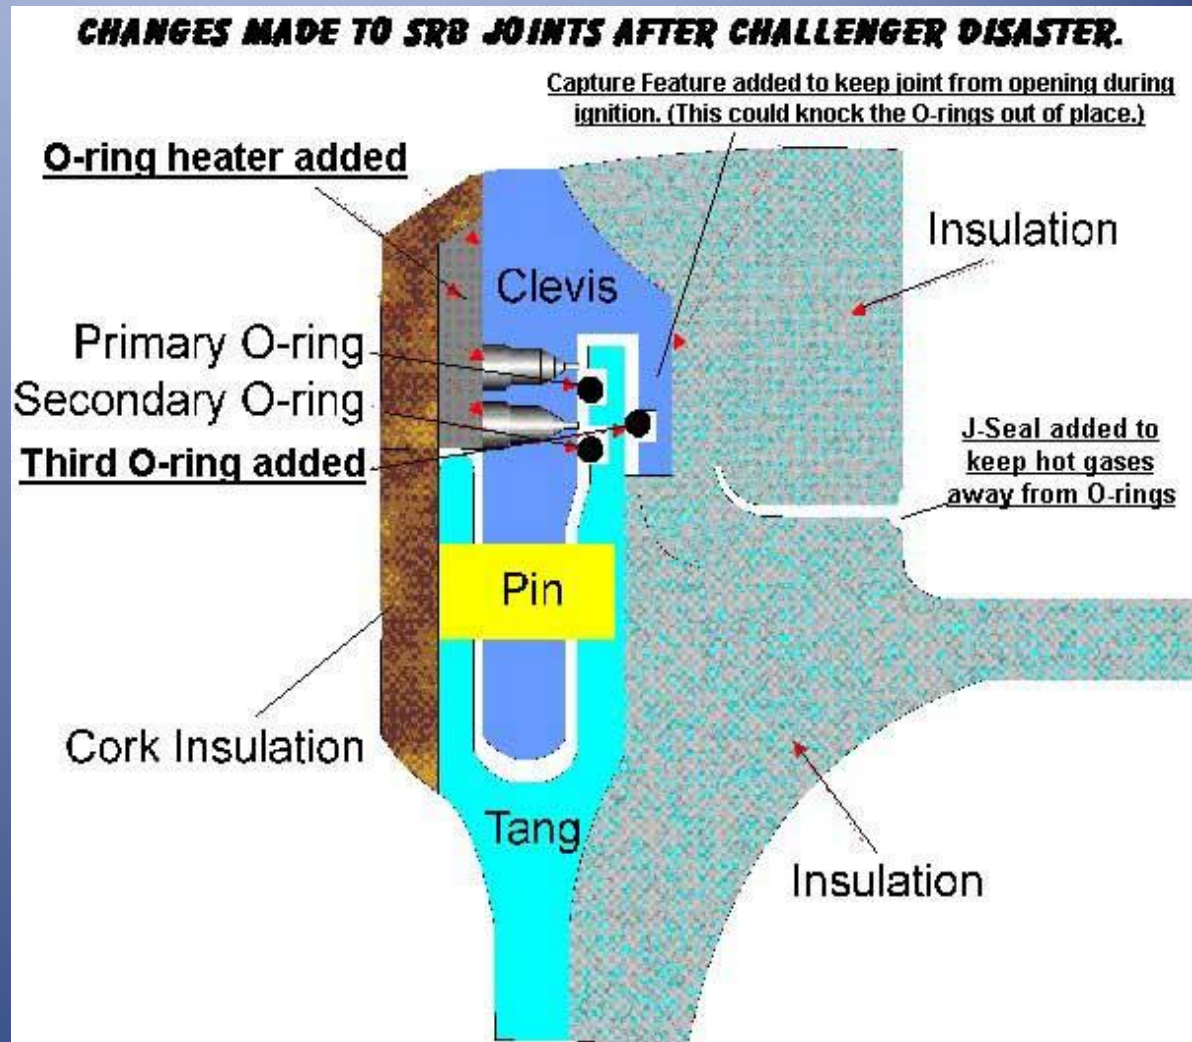 CHANGES MADE TO SRB JOINTS AFTER CHALLENGER DISASTER.
Capture Feature added to keep joint from opening during
ignition. (This could knock the O-rings out of place.)
O-ring heater added
Insulation
Clevis
Primary O-ring
Secondary O-ring
Third O-ring added
J-Seal added to
keep hot gases
away from O-rings
Pin
Cork Insulation
Tang
Insulation